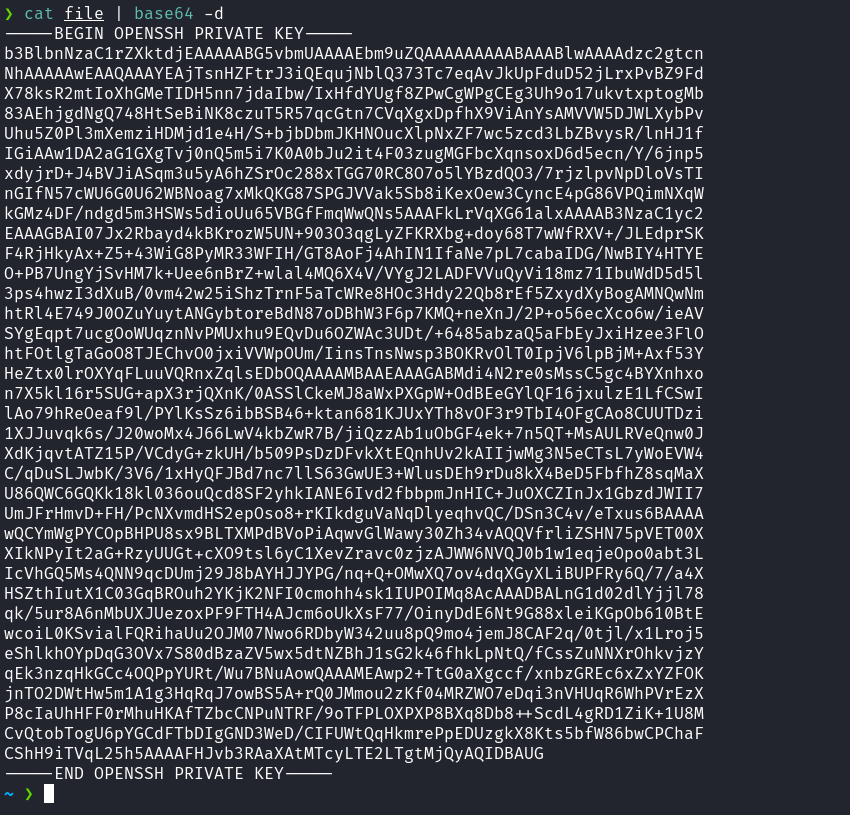 ❯ cat file | base64 -d
-----BEGIN OPENSSH PRIVATE KEY-----
b3BlbnNzaC1rZXktdjEAAAAABG5vbmUAAAAEbm9uZQAAAAAAAAABAAABlwAAAAdzc2gtcn
NhAAAAAwEAAQAAAYEAjTsnHZFtrJ3iQEqujNblQ373Tc7eqAvJkUpFduD52jLrxPvBZ9Fd
X78ksR2mtIoXhGMeTIDH5nn7jdaIbw/IxHfdYUgf8ZPwCgWPgCEg3Uh9o17ukvtxptogMb
83AEhjgdNgQ748HtSeBiNK8czuT5R57qcGtn7CVqXgxDpfhX9ViAnYsAMVVW5DJWLXybPv
Uhu5Z0Pl3mXemziHDMjd1e4H/S+bjbDbmJKHNOucXlpNxZF7wc5zcd3LbZBvysR/lnHJ1f
IGiAAw1DA2aG1GXgTvj0nQ5m5i7K0A0bJu2it4F03zugMGFbcXqnsoxD6d5ecn/Y/6jnp5
xdyjrD+J4BVJiASqm3u5yA6hZSrOc288xTGG70RC8O7o5lYBzdQO3/7rjzlpvNpDloVsTI
nGIfN57cWU6G0U62WBNoag7xMkQKG87SPGJVVak5Sb8iKexOew3CyncE4pG86VPQimNXqW
kGMz4DF/ndgd5m3HSWs5dioUu65VBGfFmqWwQNs5AAAFkLrVqXG61alxAAAAB3NzaC1yc2
EAAAGBAI07Jx2Rbayd4kBKrozW5UN+903O3qgLyZFKRXbg+doy68T7wWfRXV+/JLEdprSK
F4RjHkyAx+Z5+43WiG8PyMR33WFIH/GT8AoFj4AhIN1IfaNe7pL7cabaIDG/NwBIY4HTYE
O+PB7UngYjSvHM7k+Uee6nBrZ+wlal4MQ6X4V/VYgJ2LADFVVuQyVi18mz71IbuWdD5d5l
3ps4hwzI3dXuB/0vm42w25iShzTrnF5aTcWRe8HOc3Hdy22Qb8rEf5ZxydXyBogAMNQwNm
htRl4E749J0OZuYuytANGybtoreBdN87oDBhW3F6p7KMQ+neXnJ/2P+o56ecXco6w/ieAV
SYgEqpt7ucgOoWUqznNvPMUxhu9EQvDu6OZWAc3UDt/+6485abzaQ5aFbEyJxiHzee3FlO
htFOtlgTaGoO8TJEChvO0jxiVVWpOUm/IinsTnsNwsp3BOKRvOlT0IpjV6lpBjM+Axf53Y
HeZtx0lrOXYqFLuuVQRnxZqlsEDbOQAAAAMBAAEAAAGABMdi4N2re0sMssC5gc4BYXnhxo
n7X5kl16r5SUG+apX3rjQXnK/0ASSlCkeMJ8aWxPXGpW+OdBEeGYlQF16jxulzE1LfCSwI
lAo79hReOeaf9l/PYlKsSz6ibBSB46+ktan681KJUxYTh8vOF3r9TbI4OFgCAo8CUUTDzi
1XJJuvqk6s/J20woMx4J66LwV4kbZwR7B/jiQzzAb1uObGF4ek+7n5QT+MsAULRVeQnw0J
XdKjqvtATZ15P/VCdyG+zkUH/b509PsDzDFvkXtEQnhUv2kAIIjwMg3N5eCTsL7yWoEVW4
C/qDuSLJwbK/3V6/1xHyQFJBd7nc7llS63GwUE3+WlusDEh9rDu8kX4BeD5FbfhZ8sqMaX
U86QWC6GQKk18kl036ouQcd8SF2yhkIANE6Ivd2fbbpmJnHIC+JuOXCZInJx1GbzdJWII7
UmJFrHmvD+FH/PcNXvmdHS2epOso8+rKIkdguVaNqDlyeqhvQC/DSn3C4v/eTxus6BAAAA
wQCYmWgPYCOpBHPU8sx9BLTXMPdBVoPiAqwvGlWawy30Zh34vAQQVfrliZSHN75pVET00X
XIkNPyIt2aG+RzyUUGt+cXO9tsl6yC1XevZravc0zjzAJWW6NVQJ0b1w1eqjeOpo0abt3L
IcVhGQ5Ms4QNN9qcDUmj29J8bAYHJJYPG/nq+Q+OMwXQ7ov4dqXGyXLiBUPFRy6Q/7/a4X
HSZthIutX1C03GqBROuh2YKjK2NFI0cmohh4sk1IUPOIMq8AcAAADBALnG1d02dlYjjl78
qk/5ur8A6nMbUXJUezoxPF9FTH4AJcm6oUkXsF77/OinyDdE6Nt9G88xleiKGpOb610BtE
wcoiL0KSvialFQRihaUu2OJM07Nwo6RDbyW342uu8pQ9mo4jemJ8CAF2q/0tjl/x1Lroj5
eShlkhOYpDqG3OVx7S80dBzaZV5wx5dtNZBhJ1sG2k46fhkLpNtQ/fCssZuNNXrOhkvjzY
qEk3nzqHkGCc4OQPpYURt/Wu7BNuAowQAAAMEAwp2+TtG0aXgccf/xnbzGREc6xZxYZFOK
jnTO2DWtHw5m1A1g3HqRqJ7owBS5A+rQ0JMmou2zKf04MRZWO7eDqi3nVHUqR6WhPVrEzX
P8cIaUhHFF0rMhuHKAfTZbcCNPuNTRF/9oTFPLOXPXP8BXq8Db8++ScdL4gRD1ZiK+1U8M
CvQtobTogU6pYGCdFTbDIgGND3WeD/CIFUWtQqHkmrePpEDUzgkX8Kts5bfW86bwCPChaF
CShH9iTVqL25h5AAAAFHJvb3RAaXAtMTcyLTE2LTgtMjQyAQIDBAUG
-----END OPENSSH PRIVATE KEY-----
~ ❯